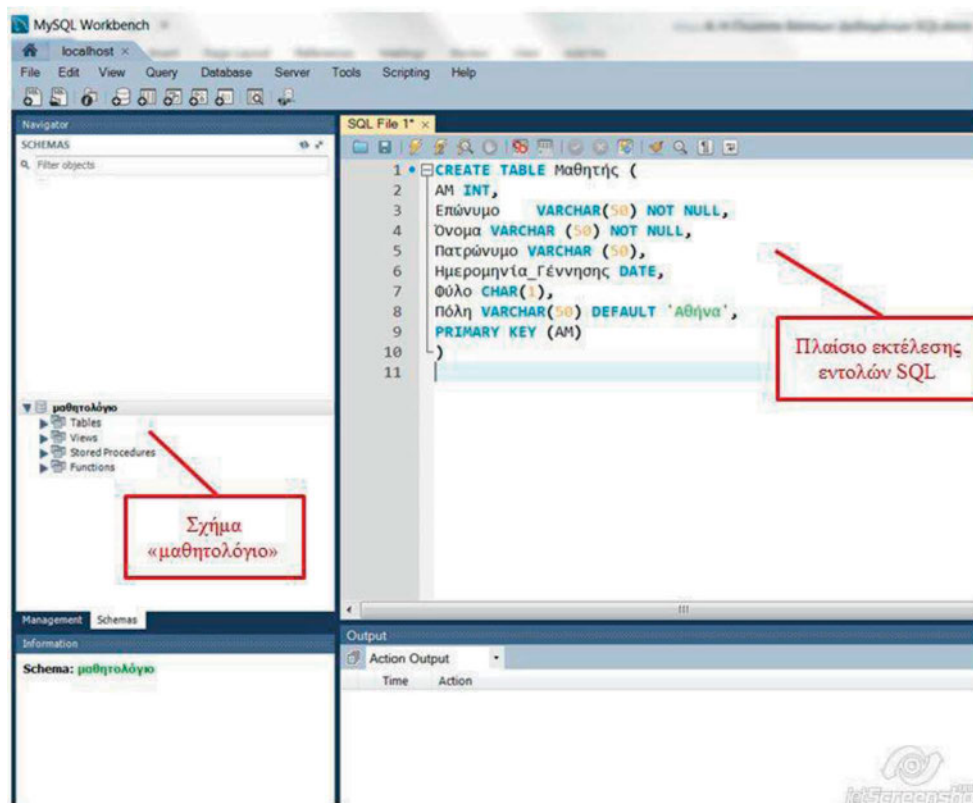 MySQL Workbench
localhost ×
File Edit View Query Database Server Tools Scripting Help
Navigator
SCHEMAS
Filter objects
μαθητολόγιο
Tables
Views
Stored Procedures
Functions
Σχήμα
«μαθητολόγιο»
Management Schemas
Information
Schema: μαθητολόγιο
SQL File 1* ×
1 CREATE TABLE Μαθητής (
2 ΑΜ INT,
3 Επώνυμο VARCHAR(50) NOT NULL,
4 Όνομα VARCHAR (50) NOT NULL,
5 Πατρώνυμο VARCHAR (50),
6 Ημερομηνία_Γέννησης DATE,
7 Φύλο CHAR(1),
8 Πόλη VARCHAR(50) DEFAULT 'Αθήνα',
9 PRIMARY KEY (ΑΜ)
10 )
11
Πλαίσιο εκτέλεσης
εντολών SQL
Output
Action Output
Time Action